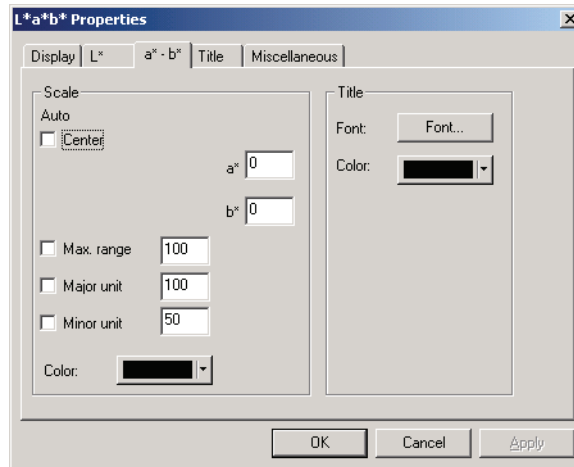 L*a*b* Properties
Display L* a* - b* Title Miscellaneous
Scale
Auto
Center
a* 0
b* 0
Max. range 100
Major unit 100
Minor unit 50
Color:
Title
Font: Font...
Color:
OK Cancel Apply